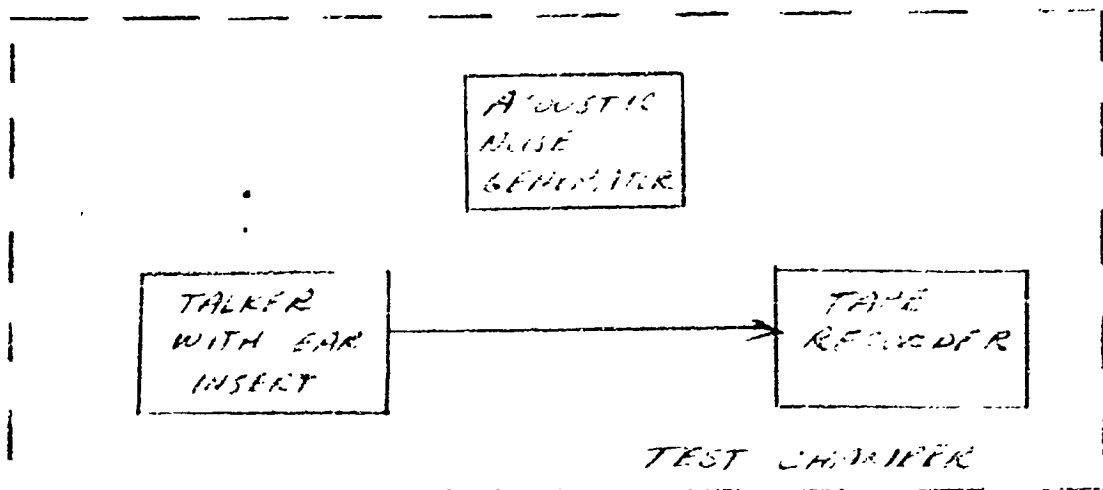 ACOUSTIC
NOISE
GENERATOR
TALKER
WITH EAR
INSERT
TAPE
RECORDER
TEST CHAMBER